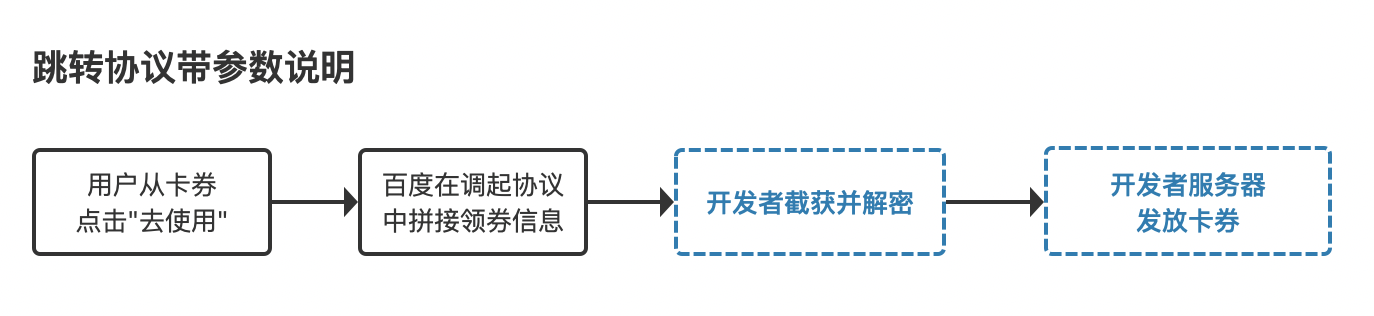 跳转协议带参数说明
用户从卡券
点击"去使用"
百度在调起协议
中拼接领券信息
开发者截获并解密
开发者服务器
发放卡券